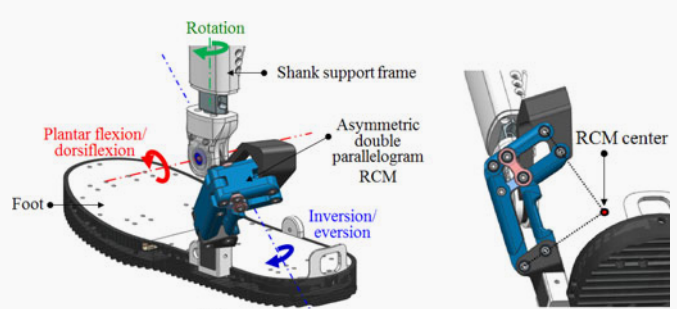 Rotation
Shank support frame
Plantar flexion/
dorsiflexion
Asymmetric
double
parallelogram
RCM
RCM center
Foot
Inversion/
eversion